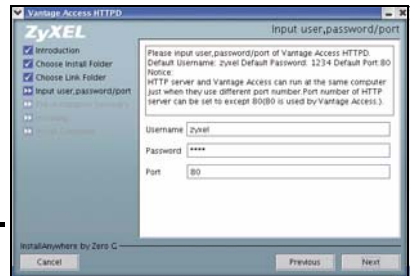 Vantage Access HTTPD
ZyXEL
Input user,password/port
Introduction
Choose Install Folder
Choose Link Folder
Input user,password/port
Please input user,password/port of Vantage Access HTTPD.
Default Username: zyxel Default Password: 1234 Default Port:80
Notice:
HTTP server and Vantage Access can run at the same computer
just when they use different port number.Port number of HTTP
server can be set to except 80(80 is used by Vantage Access ).
Username zyxel
Password ****
Port 80
InstallAnywhere by Zero G
Cancel
Previous
Next